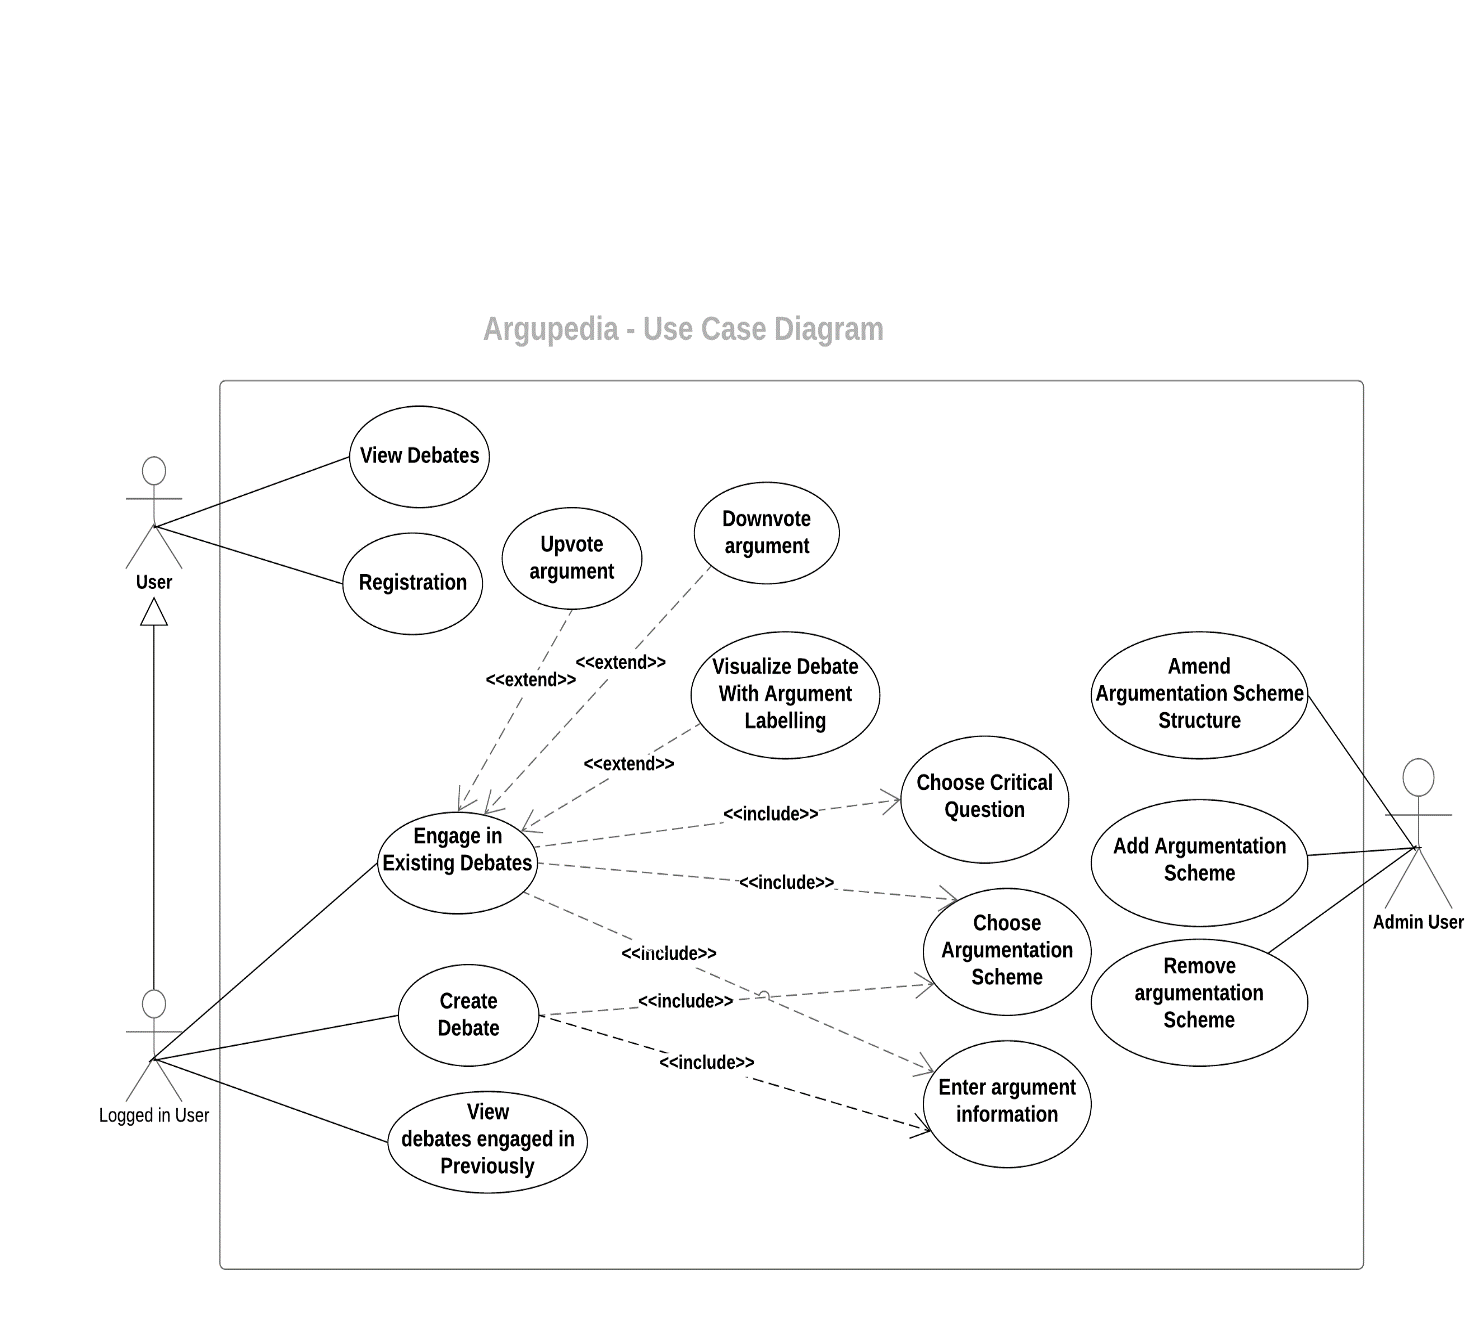 Argupedia - Use Case Diagram
View Debates
User
Registration
Upvote
argument
Downvote
argument
<<extend>>
<<extend>>
<<extend>>
Visualize Debate
With Argument
Labelling
Amend
Argumentation Scheme
Structure
Choose Critical
Question
<<include>>
Engage in
Existing Debates
<<include>>
Add Argumentation
Scheme
Admin User
Choose
Argumentation
Scheme
<<include>>
Remove
argumentation
Scheme
Create
Debate
<<include>>
<<include>>
Enter argument
information
Logged in User
View
debates engaged in
Previously